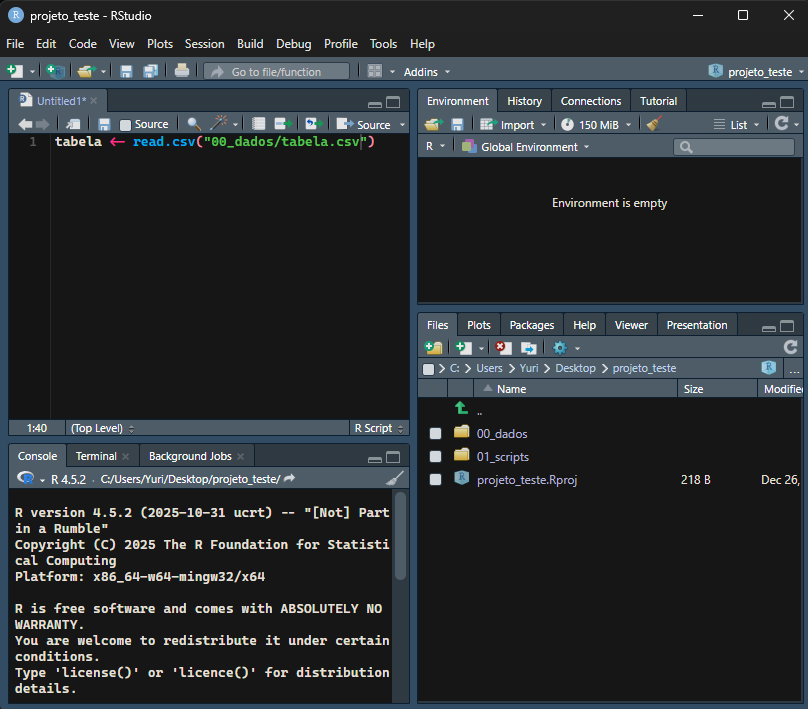 projeto_teste - RStudio
File Edit Code View Plots Session Build Debug Profile Tools Help
Go to file/function Addins projeto_teste
Untitled1*
Source Source
1 tabela <- read.csv("00_dados/tabela.csv")
1:40 (Top Level) R Script
Console Terminal Background Jobs
R 4.5.2 · C:/Users/Yuri/Desktop/projeto_teste/
R version 4.5.2 (2025-10-31 ucrt) -- "[Not] Part
in a Rumble"
Copyright (C) 2025 The R Foundation for Statisti
cal Computing
Platform: x86_64-w64-mingw32/x64
R is free software and comes with ABSOLUTELY NO
WARRANTY.
You are welcome to redistribute it under certain
conditions.
Type 'license()' or 'licence()' for distribution
details.
Environment History Connections Tutorial
Import 150 MiB List
R Global Environment
Environment is empty
Files Plots Packages Help Viewer Presentation
C: Users Yuri Desktop projeto_teste ...
Name Size Modifie
..
00_dados
01_scripts
projeto_teste.Rproj 218 B Dec 26,